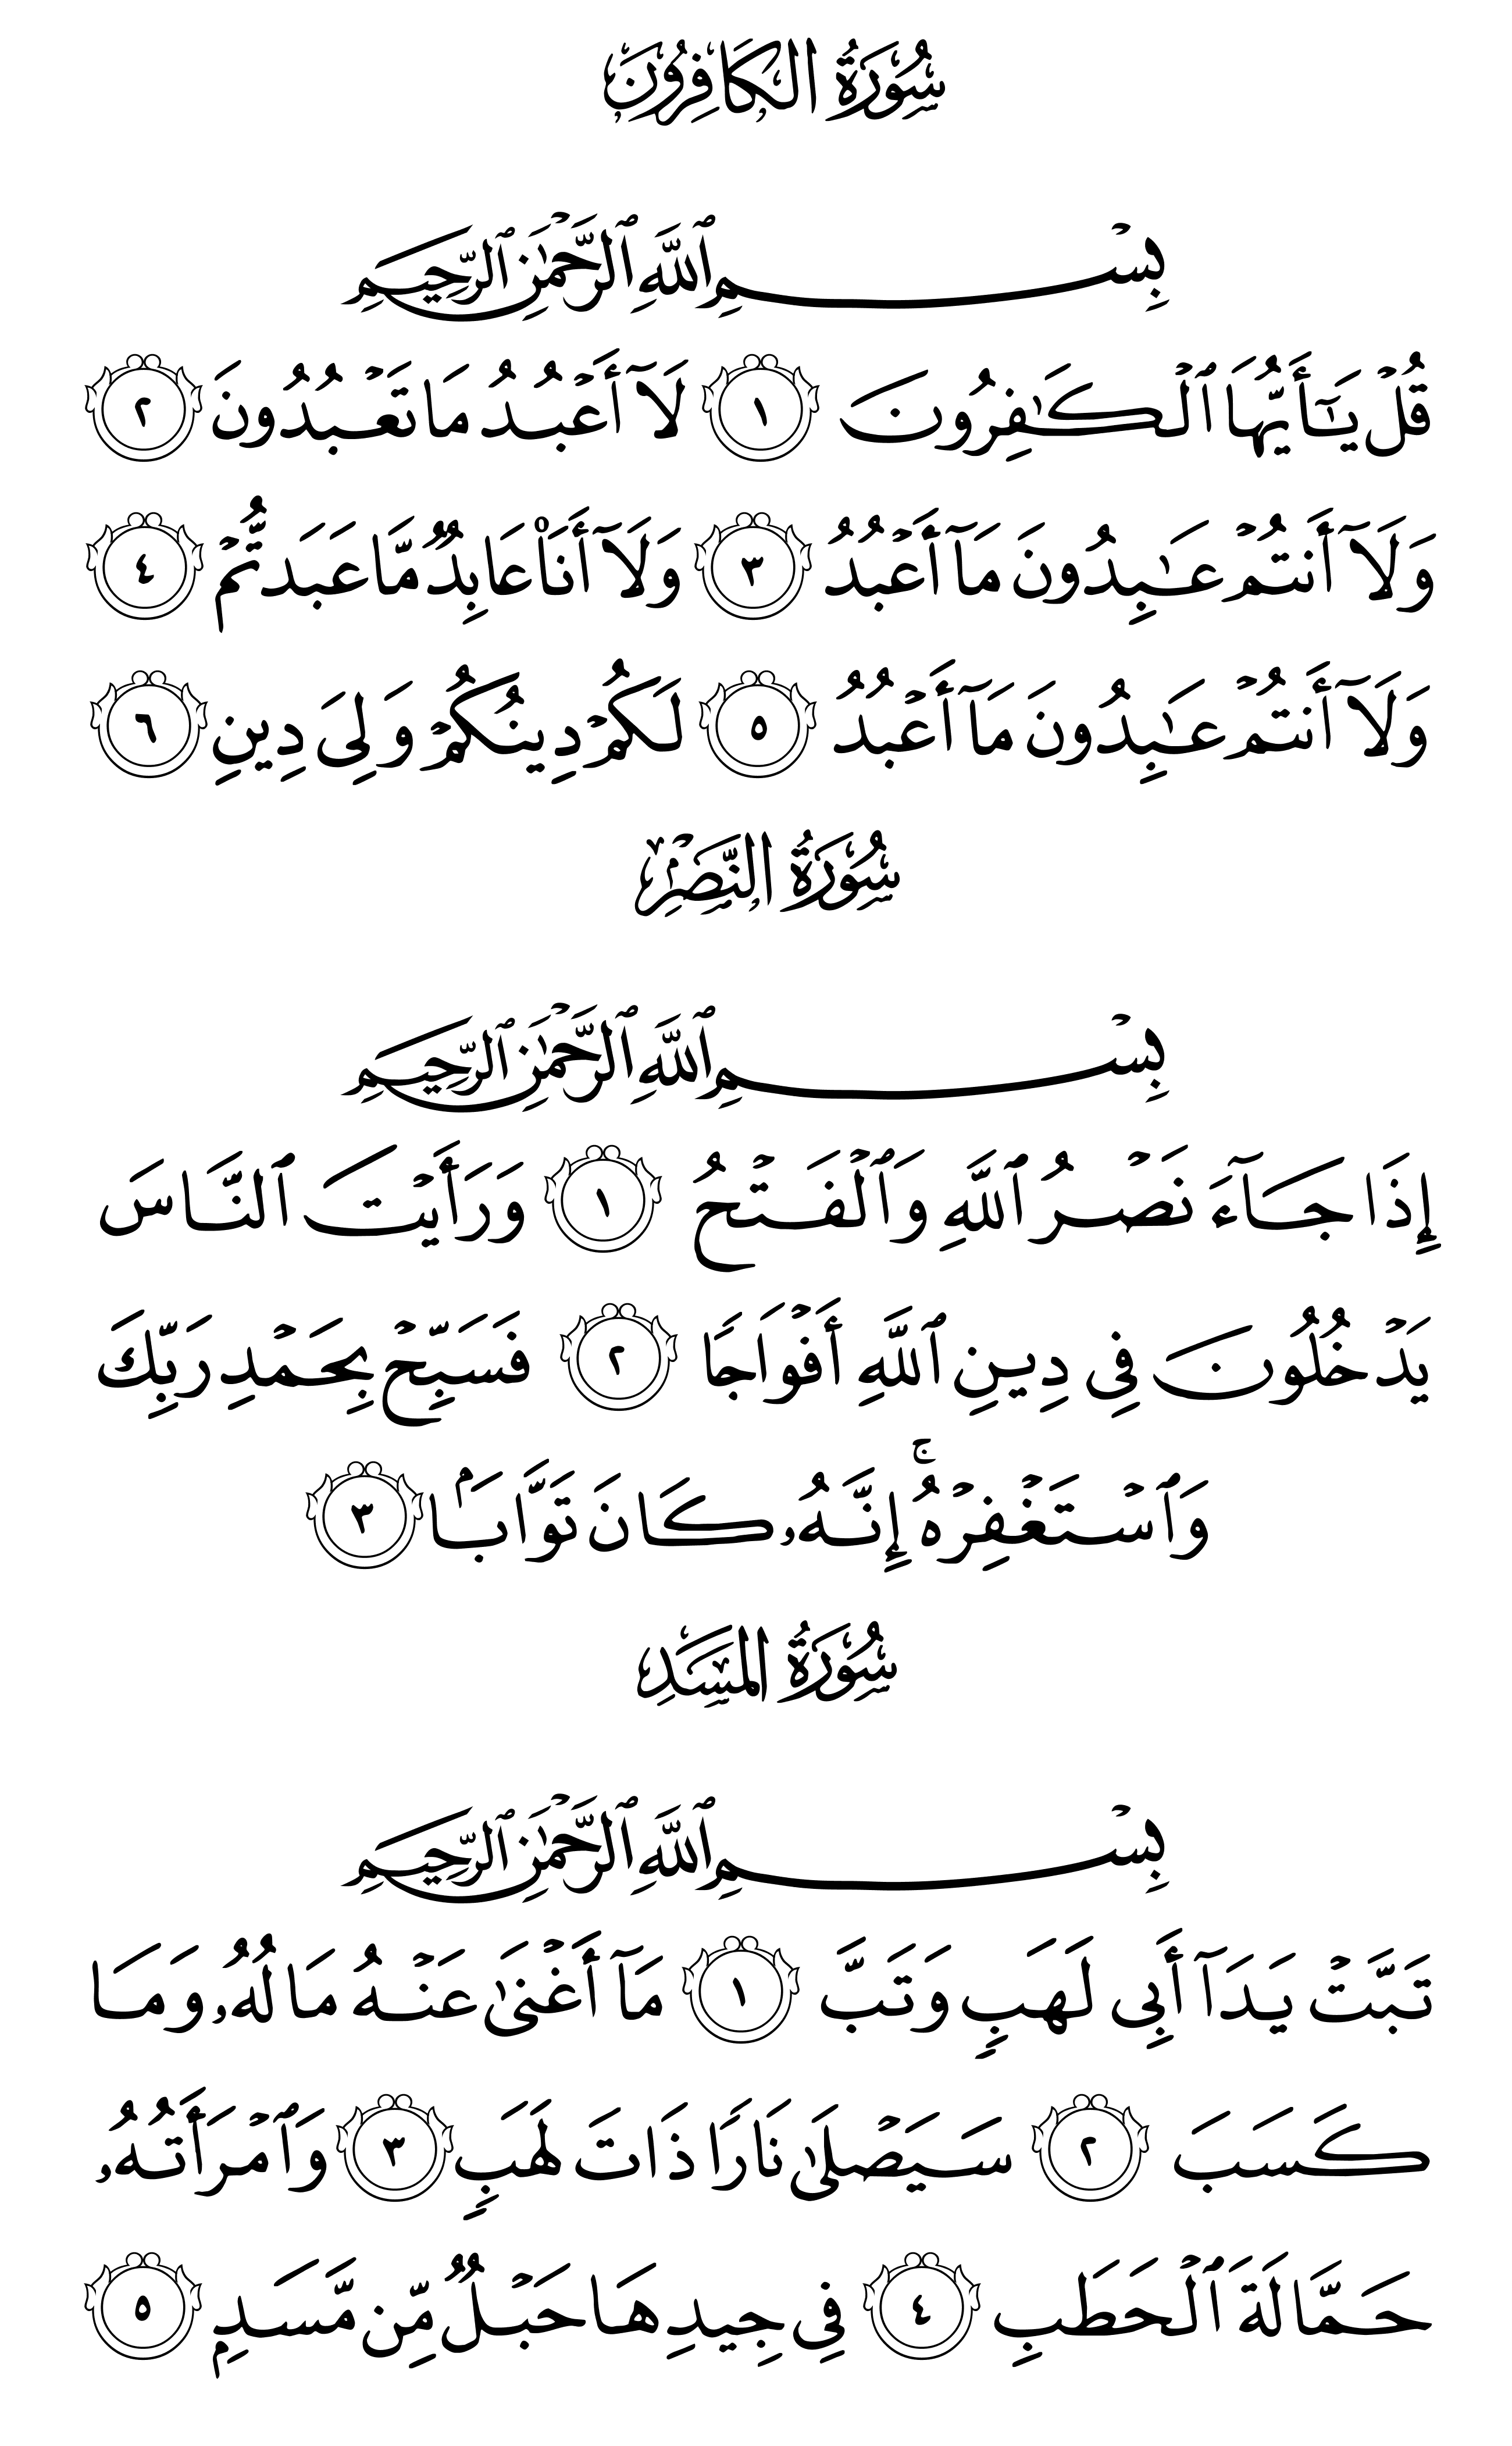 سُورَةُ الكَافِرُونَ
بِسْمِ ٱللَّهِ ٱلرَّحْمَٰنِ ٱلرَّحِيمِ
قُلْ يَٰٓأَيُّهَا ٱلْكَٰفِرُونَ ١ لَآ أَعْبُدُ مَا تَعْبُدُونَ ٢
وَلَآ أَنتُمْ عَٰبِدُونَ مَآ أَعْبُدُ ٣ وَلَآ أَنَا۠ عَابِدٌ مَّا عَبَدتُّمْ ٤
وَلَآ أَنتُمْ عَٰبِدُونَ مَآ أَعْبُدُ ٥ لَكُمْ دِينُكُمْ وَلِىَ دِينِ ٦
سُورَةُ النَّصْرِ
بِسْمِ ٱللَّهِ ٱلرَّحْمَٰنِ ٱلرَّحِيمِ
إِذَا جَآءَ نَصْرُ ٱللَّهِ وَٱلْفَتْحُ ١ وَرَأَيْتَ ٱلنَّاسَ
يَدْخُلُونَ فِى دِينِ ٱللَّهِ أَفْوَاجًا ٢ فَسَبِّحْ بِحَمْدِ رَبِّكَ
وَٱسْتَغْفِرْهُ ۚ إِنَّهُۥ كَانَ تَوَّابًۢا ٣
سُورَةُ المَسَدِ
بِسْمِ ٱللَّهِ ٱلرَّحْمَٰنِ ٱلرَّحِيمِ
تَبَّتْ يَدَآ أَبِى لَهَبٍ وَتَبَّ ١ مَآ أَغْنَىٰ عَنْهُ مَالُهُۥ وَمَا
كَسَبَ ٢ سَيَصْلَىٰ نَارًا ذَاتَ لَهَبٍ ٣ وَٱمْرَأَتُهُۥ
حَمَّالَةَ ٱلْحَطَبِ ٤ فِى جِيدِهَا حَبْلٌ مِّن مَّسَدٍۭ ٥